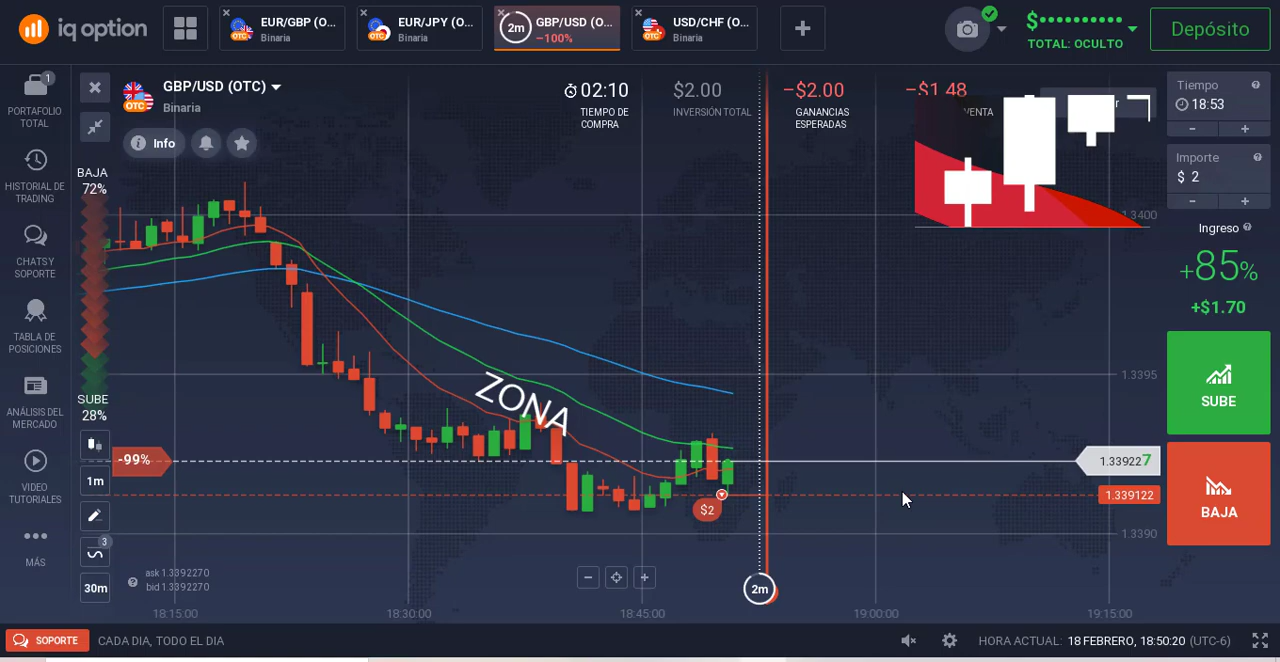 iq option
EUR/GBP (O...
Binaria
EUR/JPY (O...
Binaria
2m
GBP/USD (O...
−100%
USD/CHF (O...
Binaria
$••••••••••
TOTAL: OCULTO
Depósito
1
PORTAFOLIO
TOTAL
HISTORIAL DE
TRADING
CHATS Y
SOPORTE
TABLA DE
POSICIONES
ANÁLISIS DEL
MERCADO
VIDEO
TUTORIALES
MÁS
OTC
GBP/USD (OTC)
Binaria
Info
02:10
TIEMPO DE
COMPRA
$2.00
INVERSIÓN TOTAL
−$2.00
GANANCIAS
ESPERADAS
−$1.48
VENTA
BAJA
72%
SUBE
28%
-99%
1m
3
30m
ZONA
$2
ask 1.3392270
bid 1.3392270
2m
1.3400
1.3395
1.339227
1.339122
1.3390
18:15:00
18:30:00
18:45:00
19:00:00
19:15:00
Tiempo
18:53
Importe
$ 2
Ingreso
+85%
+$1.70
SUBE
BAJA
SOPORTE
CADA DIA, TODO EL DIA
HORA ACTUAL: 18 FEBRERO, 18:50:20 (UTC-6)